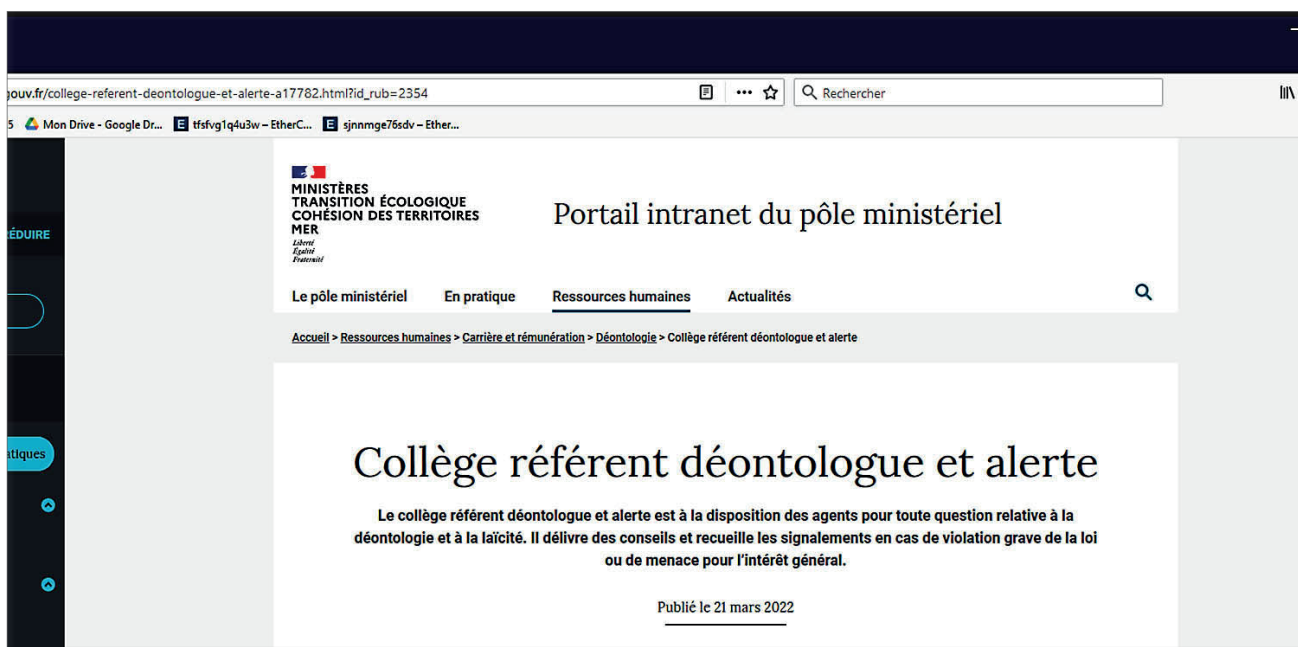 gouv.fr/college-referent-deontologue-et-alerte-a17782.html?id_rub=2354
Rechercher
5 Mon Drive - Google Dr... E tfsfvg1q4u3w – EtherC... E sjnnmge76sdv – Ether...
MINISTÈRES
TRANSITION ÉCOLOGIQUE
COHÉSION DES TERRITOIRES
MER
Liberté
Égalité
Fraternité
Portail intranet du pôle ministériel
ÉDUIRE
Le pôle ministériel En pratique Ressources humaines Actualités
Accueil > Ressources humaines > Carrière et rémunération > Déontologie > Collège référent déontologue et alerte
Collège référent déontologue et alerte
atiques
Le collège référent déontologue et alerte est à la disposition des agents pour toute question relative à la
déontologie et à la laïcité. Il délivre des conseils et recueille les signalements en cas de violation grave de la loi
ou de menace pour l'intérêt général.
Publié le 21 mars 2022